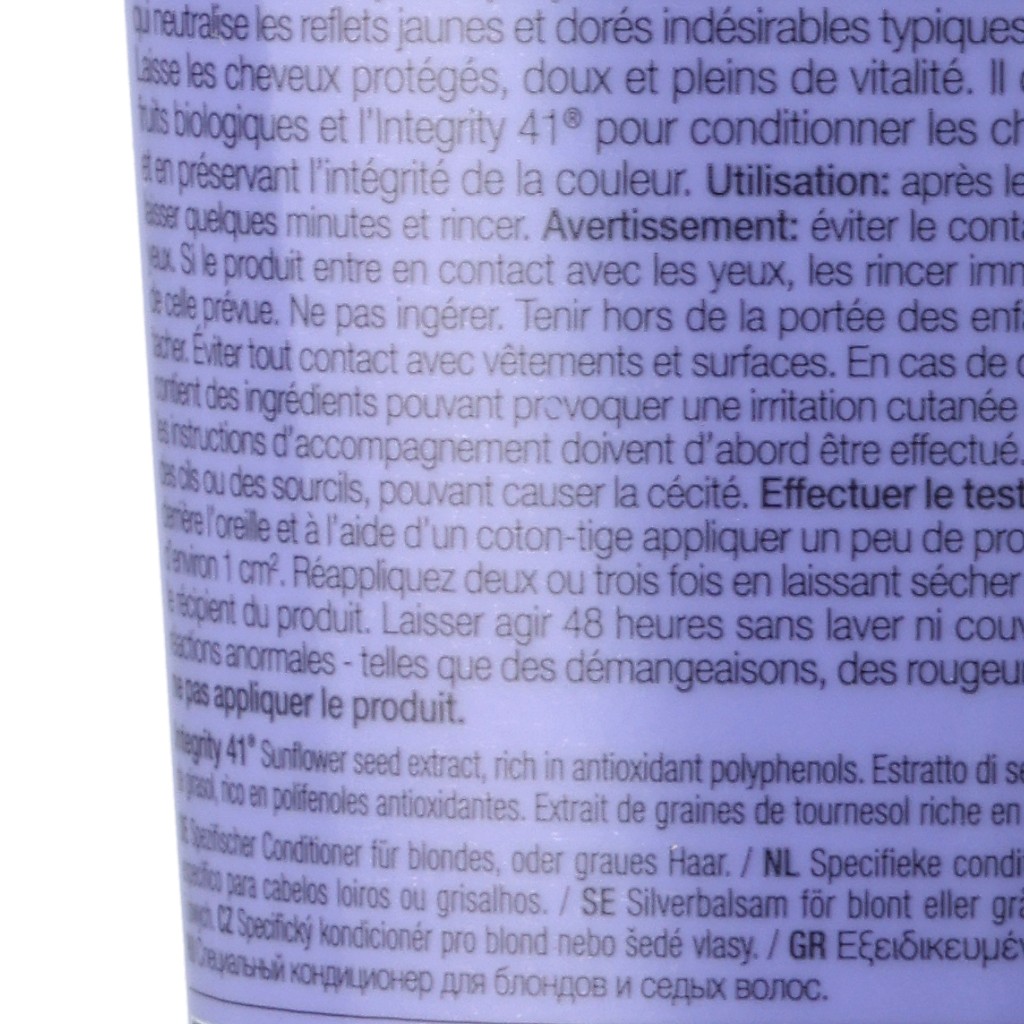 qui neutralise les reflets jaunes et dorés indésirables typiques
Laisse les cheveux protégés, doux et pleins de vitalité. Il
fruits biologiques et l'Integrity 41® pour conditionner les
et en préservant l'intégrité de la couleur. Utilisation: après
laisser quelques minutes et rincer. Avertissement: éviter le
yeux. Si le produit entre en contact avec les yeux, les rincer
de celle prévue. Ne pas ingérer. Tenir hors de la portée des
tacher. Éviter tout contact avec vêtements et surfaces. En cas de
contient des ingrédients pouvant provoquer une irritation cutanée
les instructions d'accompagnement doivent d'abord être effectué.
des cils ou des sourcils, pouvant causer la cécité. Effectuer le test
derrière l'oreille et à l'aide d'un coton-tige appliquer un peu de
d'environ 1 cm². Réappliquez deux ou trois fois en laissant sécher
le récipient du produit. Laisser agir 48 heures sans laver ni
réactions anormales - telles que des démangeaisons, des
ne pas appliquer le produit.
Integrity 41® Sunflower seed extract, rich in antioxidant polyphenols. Estratto di
girasol, rico en polifenoles antioxidantes. Extrait de graines de tournesol riche en
DE Spezifischer Conditioner für blondes, oder graues Haar. / NL Specifieke
específico para cabelos loiros ou grisalhos. / SE Silverbalsam för blont eller
CZ Specifický kondicionér pro blond nebo šedé vlasy. / GR
Специальный кондиционер для блондов и седых волос.